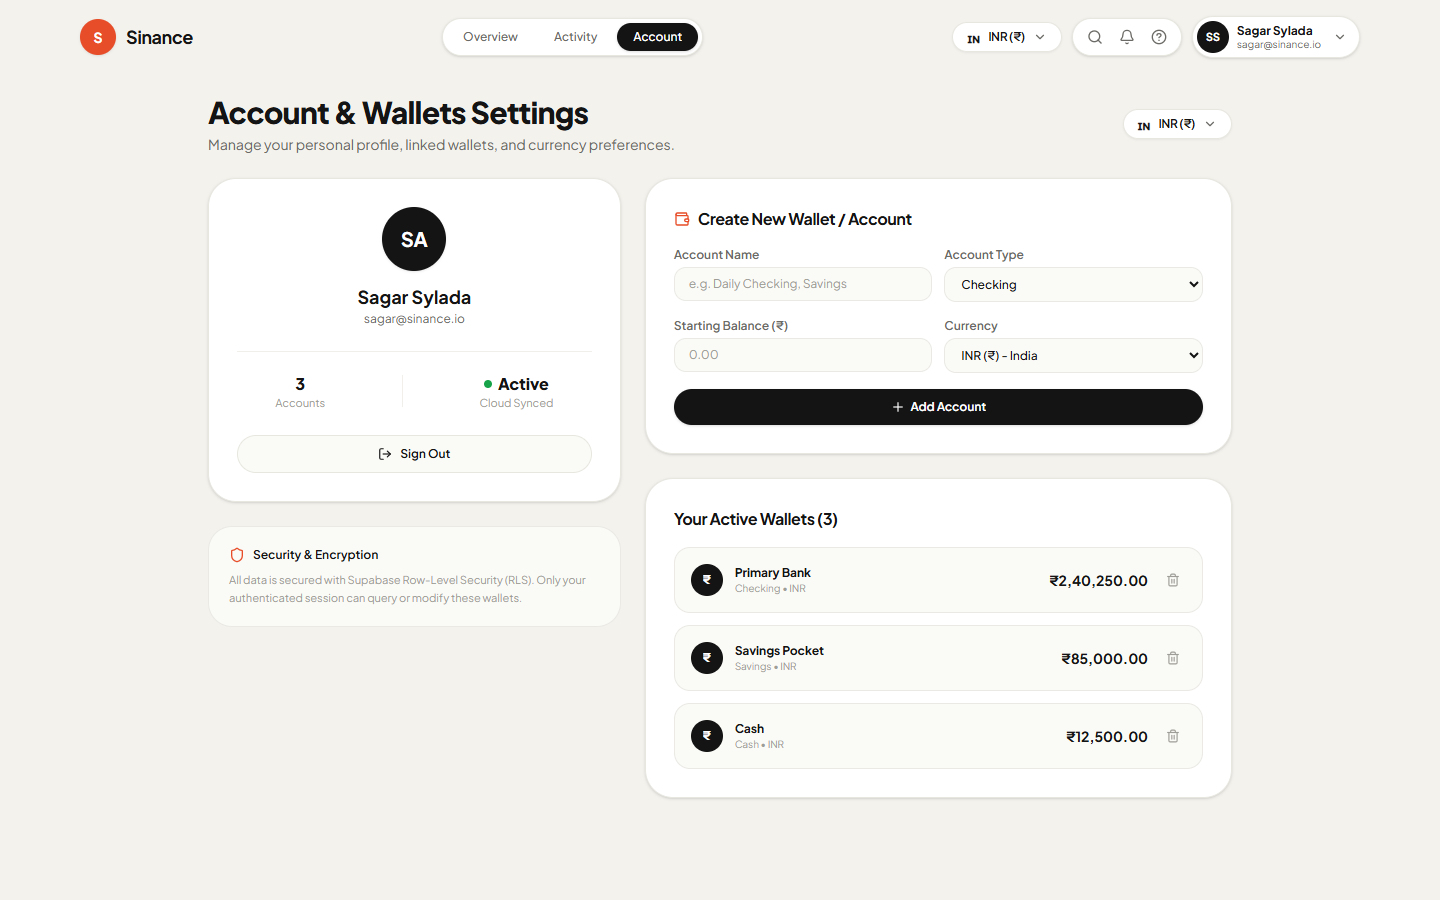 S Sinance
Overview Activity Account
IN INR (₹)
SS Sagar Sylada
sagar@sinance.io
Account & Wallets Settings
Manage your personal profile, linked wallets, and currency preferences.
IN INR (₹)
SA
Sagar Sylada
sagar@sinance.io
3
Accounts
Active
Cloud Synced
Sign Out
Security & Encryption
All data is secured with Supabase Row-Level Security (RLS). Only your
authenticated session can query or modify these wallets.
Create New Wallet / Account
Account Name
e.g. Daily Checking, Savings
Account Type
Checking
Starting Balance (₹)
0.00
Currency
INR (₹) - India
+ Add Account
Your Active Wallets (3)
₹ Primary Bank ₹2,40,250.00
Checking • INR
₹ Savings Pocket ₹85,000.00
Savings • INR
₹ Cash ₹12,500.00
Cash • INR